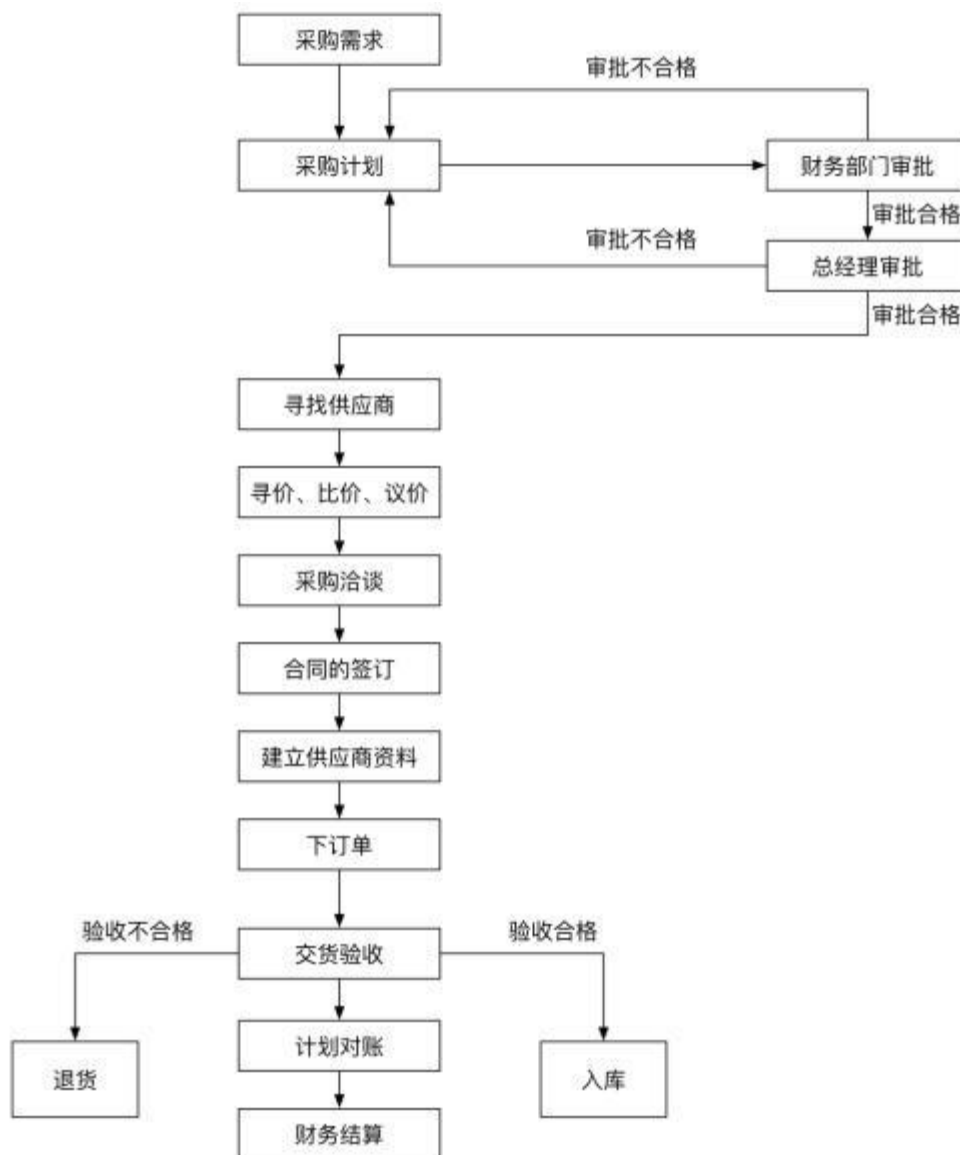 采购需求
审批不合格
采购计划
财务部门审批
审批合格
审批不合格
总经理审批
审批合格
寻找供应商
寻价、比价、议价
采购洽谈
合同的签订
建立供应商资料
下订单
验收不合格
验收合格
交货验收
计划对账
退货
入库
财务结算